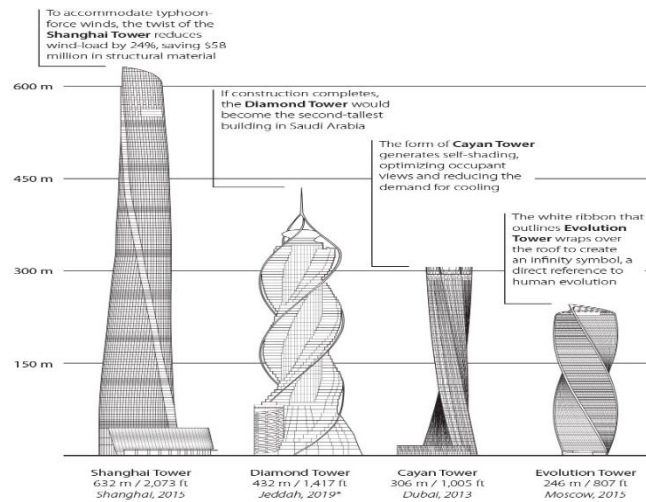 To accommodate typhoon-
force winds, the twist of the
Shanghai Tower reduces
wind-load by 24%, saving $58
million in structural material
600 m
If construction completes,
the Diamond Tower would
become the second-tallest
building in Saudi Arabia
The form of Cayan Tower
generates self-shading,
optimizing occupant
views and reducing the
demand for cooling
450 m
The white ribbon that
outlines Evolution
Tower wraps over
the roof to create
an infinity symbol, a
direct reference to
human evolution
300 m
150 m
Shanghai Tower
632 m / 2,073 ft
Shanghai, 2015
Diamond Tower
432 m / 1,417 ft
Jeddah, 2019*
Cayan Tower
306 m / 1,005 ft
Dubai, 2013
Evolution Tower
246 m / 807 ft
Moscow, 2015